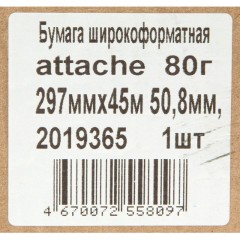 Бумага широкоформатная
attache 80г
297ммх45м 50,8мм,
2019365 1шт
4 670072 558097